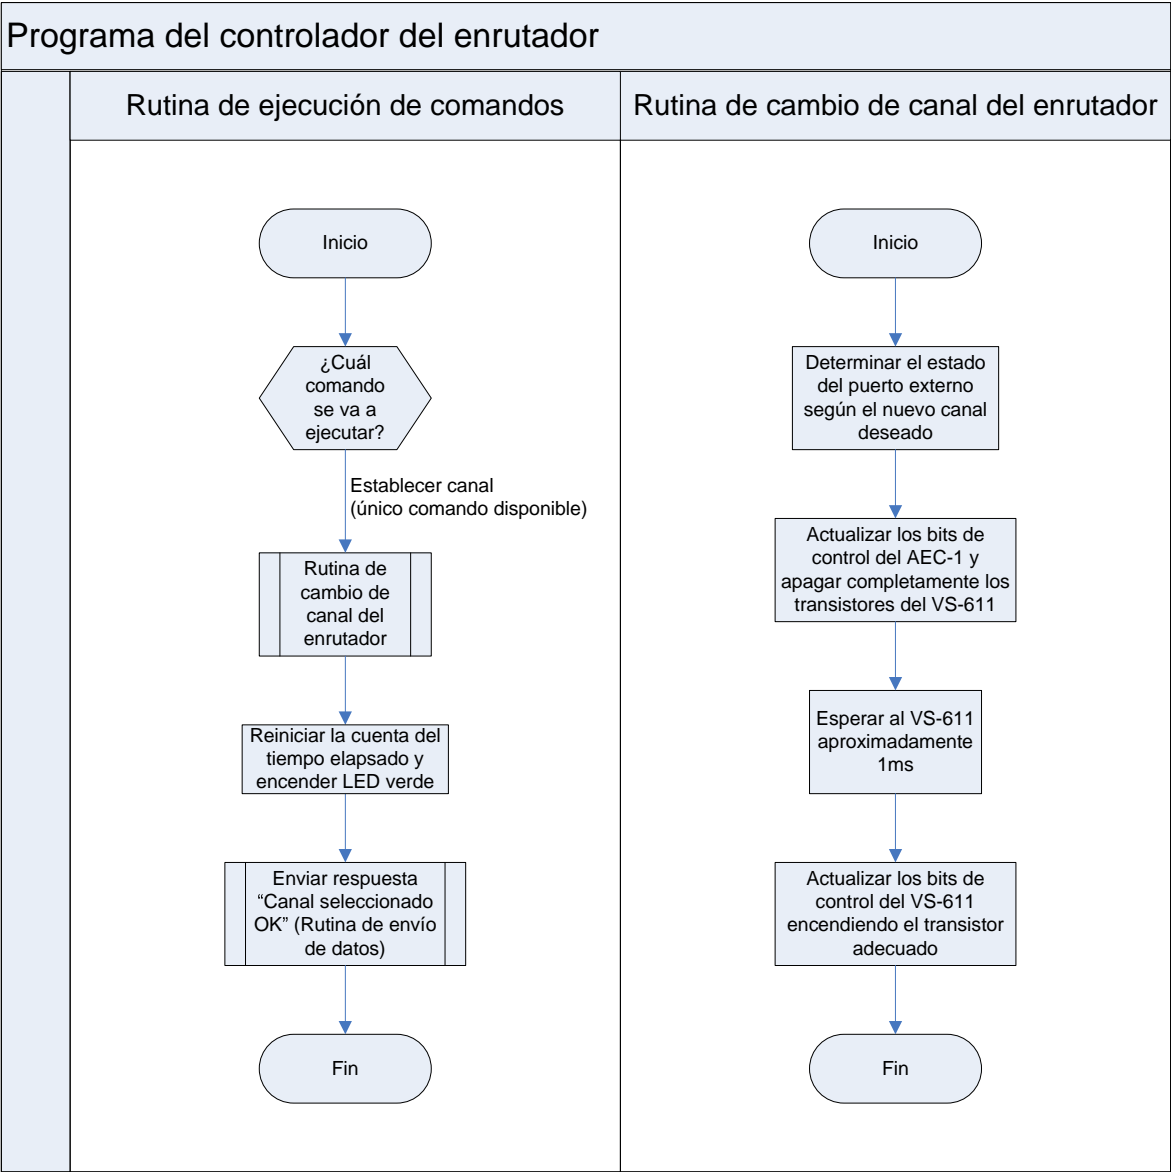 Programa del controlador del enrutador
Rutina de ejecución de comandos
Rutina de cambio de canal del enrutador
Inicio
¿Cuál
comando
se va a
ejecutar?
Establecer canal
(único comando disponible)
Rutina de
cambio de
canal del
enrutador
Reiniciar la cuenta del
tiempo elapsado y
encender LED verde
Enviar respuesta
“Canal seleccionado
OK” (Rutina de envío
de datos)
Fin
Inicio
Determinar el estado
del puerto externo
según el nuevo canal
deseado
Actualizar los bits de
control del AEC-1 y
apagar completamente los
transistores del VS-611
Esperar al VS-611
aproximadamente
1ms
Actualizar los bits de
control del VS-611
encendiendo el transistor
adecuado
Fin